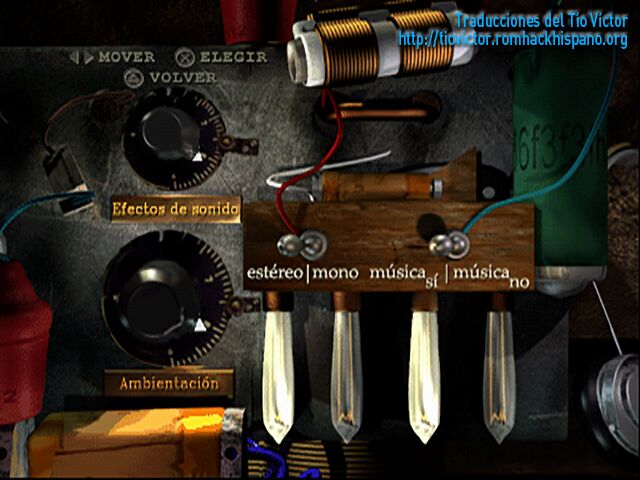 Traducciones del Tío Víctor
http://tiovictor.romhackhispano.org
MOVER ELEGIR
VOLVER
Efectos de sonido
estéreo|mono música sí | música no
Ambientación